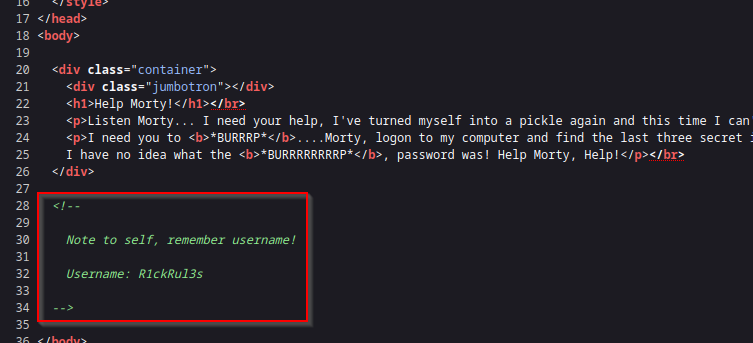 16 </style>
17 </head>
18 <body>
19
20 <div class="container">
21 <div class="jumbotron"></div>
22 <h1>Help Morty!</h1></br>
23 <p>Listen Morty... I need your help, I've turned myself into a pickle again and this time I can
24 <p>I need you to <b>*BURRRP*</b>....Morty, logon to my computer and find the last three secret
25 I have no idea what the <b>*BURRRRRRRRP*</b>, password was! Help Morty, Help!</p></br>
26 </div>
27
28 <!--
29
30 Note to self, remember username!
31
32 Username: R1ckRul3s
33
34 -->
35
36 </body>